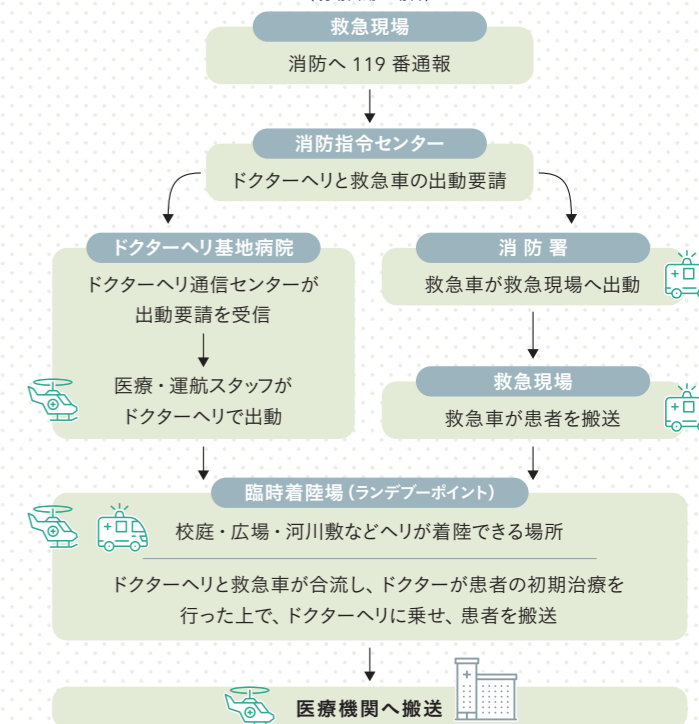 救急現場
消防へ 119 番通報
消防指令センター
ドクターヘリと救急車の出動要請
ドクターヘリ基地病院
ドクターヘリ通信センターが
出動要請を受信
医療・運航スタッフが
ドクターヘリで出動
消 防 署
救急車が救急現場へ出動
救急現場
救急車が患者を搬送
臨時着陸場（ランデブーポイント）
校庭・広場・河川敷などヘリが着陸できる場所
ドクターヘリと救急車が合流し、ドクターが患者の初期治療を
行った上で、ドクターヘリに乗せ、患者を搬送
医療機関へ搬送